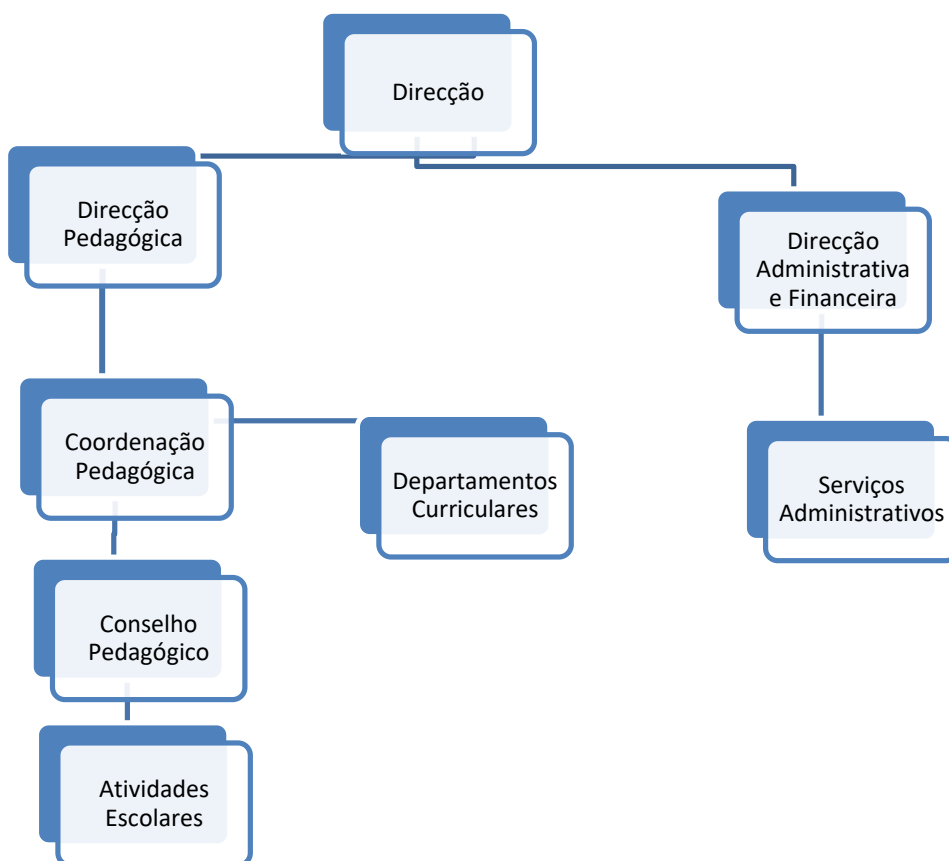 Direcção
Direcção
Pedagógica
Direcção
Administrativa
e Financeira
Coordenação
Pedagógica
Departamentos
Curriculares
Serviços
Administrativos
Conselho
Pedagógico
Atividades
Escolares